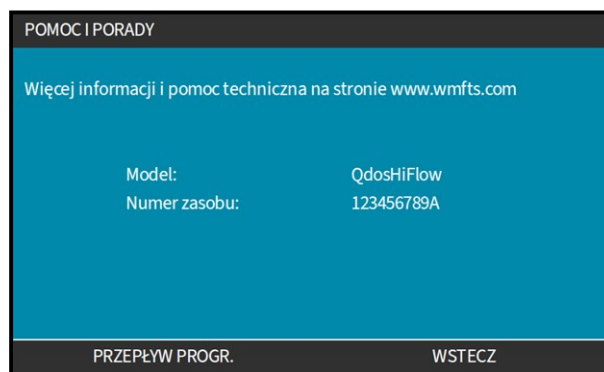 POMOC I PORADY
Więcej informacji i pomoc techniczna na stronie www.wmfts.com
Model: QdosHiFlow
Numer zasobu: 123456789A
PRZEPŁYW PROGR. WSTECZ